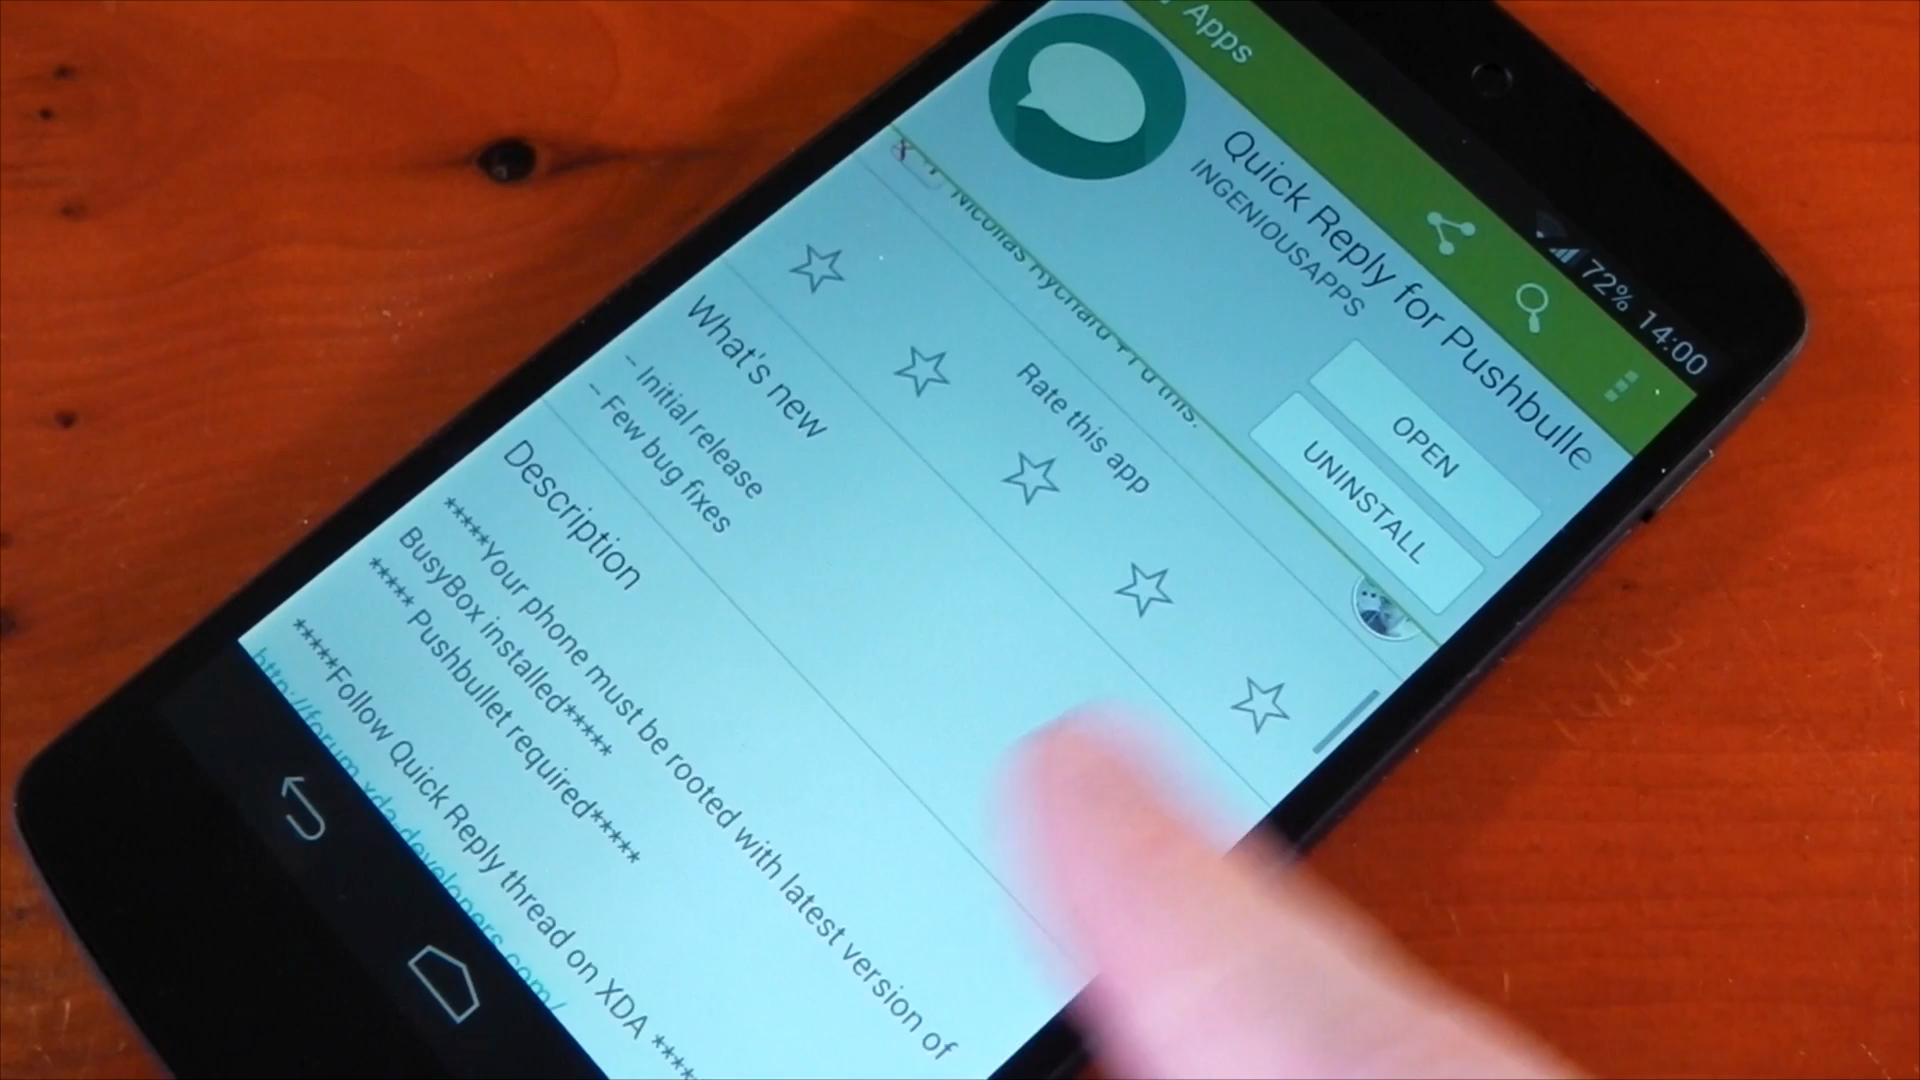 72% 14:00
Apps
Quick Reply for Pushbulle
INGENIOUSAPPS
OPEN
UNINSTALL
Rate this app
What's new
- Initial release
- Few bug fixes
Description
*****Your phone must be rooted with latest version of
BusyBox installed*****
***** Pushbullet required*****
*****Follow Quick Reply thread on XDA ****
http://forum.xda-developers.com/